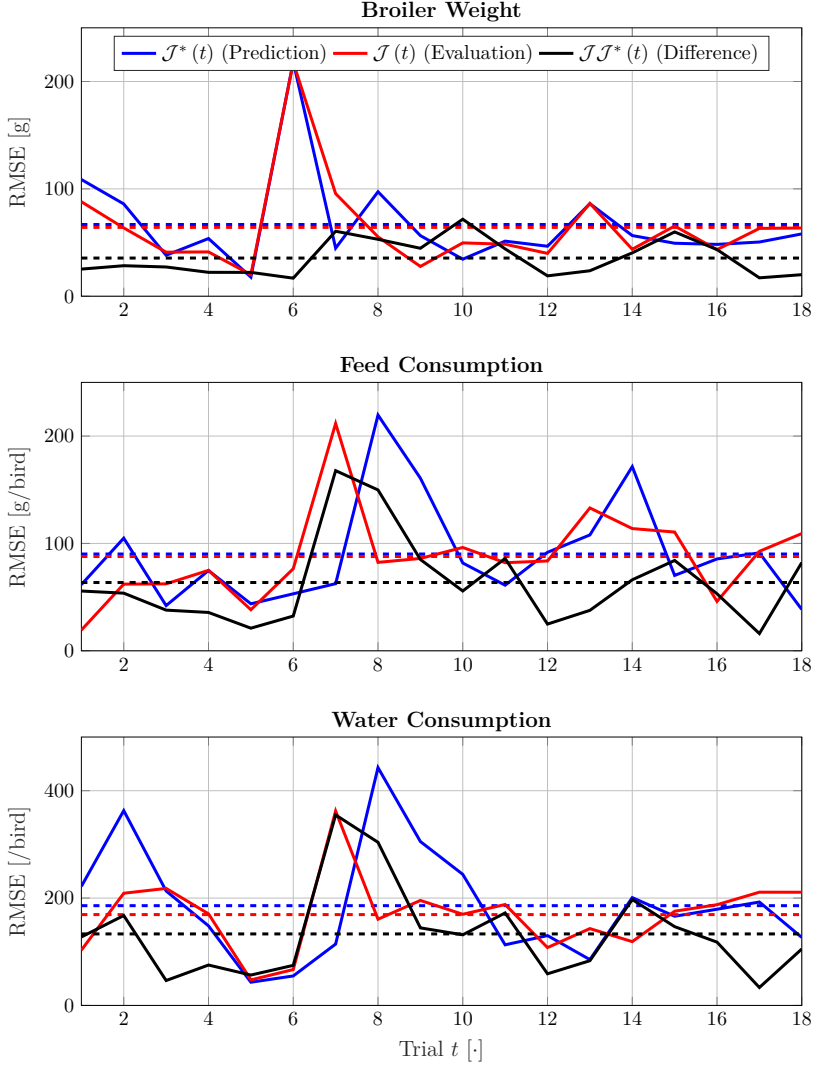 Broiler Weight
𝒥*(t) (Prediction) 𝒥(t) (Evaluation) 𝒥𝒥*(t) (Difference)
200
100
0
RMSE [g]
2 4 6 8 10 12 14 16 18
Feed Consumption
200
100
0
RMSE [g/bird]
2 4 6 8 10 12 14 16 18
Water Consumption
400
200
0
RMSE [/bird]
2 4 6 8 10 12 14 16 18
Trial t [·]